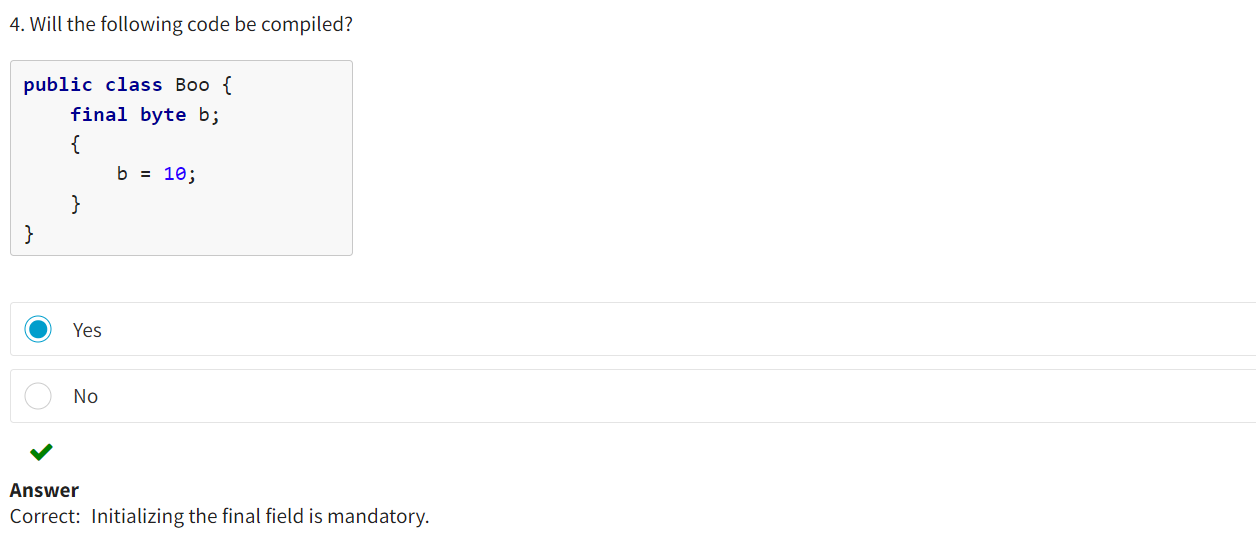 4. Will the following code be compiled?
public class Boo {
    final byte b;
    {
        b = 10;
    }
}
Yes
No
Answer
Correct:  Initializing the final field is mandatory.